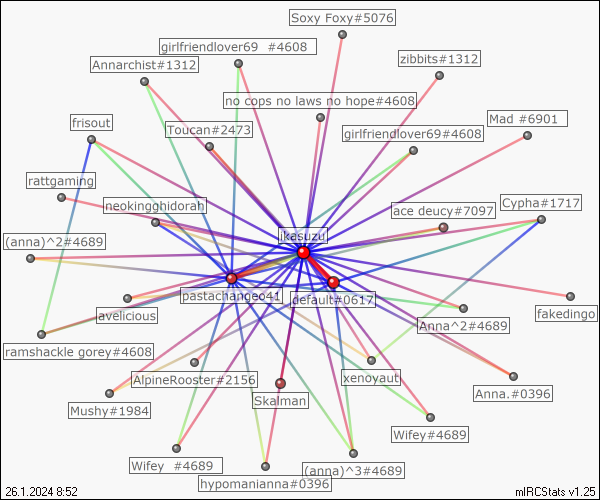 Soxy Foxy#5076
girlfriendlover69 #4608
zibbits#1312
Annarchist#1312
no cops no laws no hope#4608
Mad #6901
frisout
Toucan#2473
girlfriendlover69#4608
rattgaming
neokingghidorah
ace deucy#7097
Cypha#1717
(anna)^2#4689
ikasuzu
pastachangeo41
default#0617
avelicious
fakedingo
Anna^2#4689
ramshackle gorey#4608
AlpineRooster#2156
xenoyaut
Anna.#0396
Mushy#1984
Skalman
Wifey#4689
Wifey #4689
(anna)^3#4689
hypomanianna#0396
26.1.2024 8:52
mIRCStats v1.25